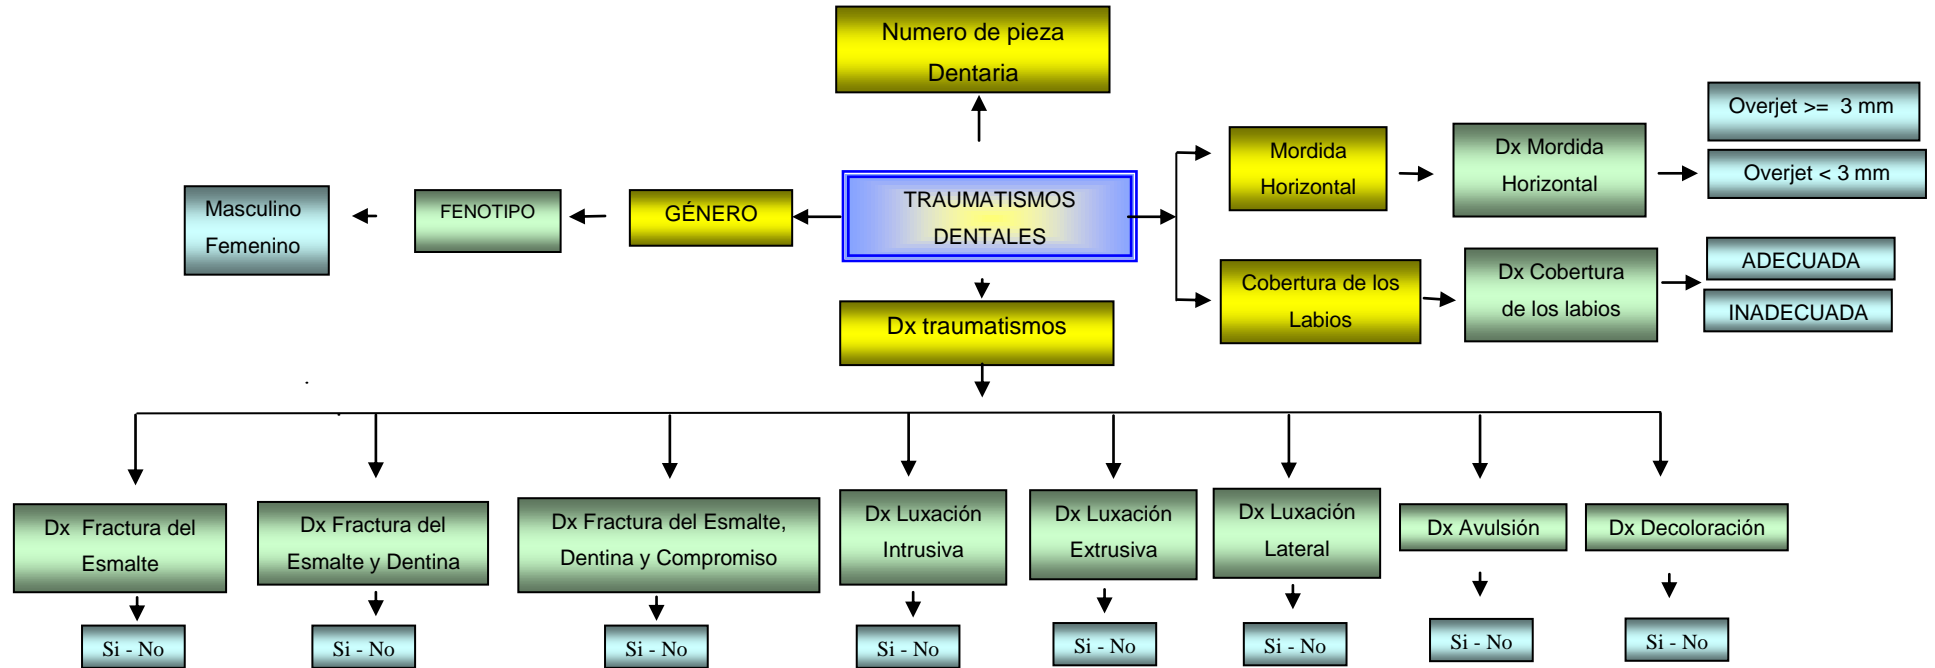 Numero de pieza
Dentaria
Overjet >= 3 mm
Mordida
Horizontal
Dx Mordida
Horizontal
Overjet < 3 mm
Masculino
Femenino
FENOTIPO
GÉNERO
TRAUMATISMOS
DENTALES
ADECUADA
Cobertura de los
Labios
Dx Cobertura
de los labios
INADECUADA
Dx traumatismos
Dx Fractura del
Esmalte
Dx Fractura del
Esmalte y Dentina
Dx Fractura del Esmalte,
Dentina y Compromiso
Dx Luxación
Intrusiva
Dx Luxación
Extrusiva
Dx Luxación
Lateral
Dx Avulsión
Dx Decoloración
Si - No
Si - No
Si - No
Si - No
Si - No
Si - No
Si - No
Si - No